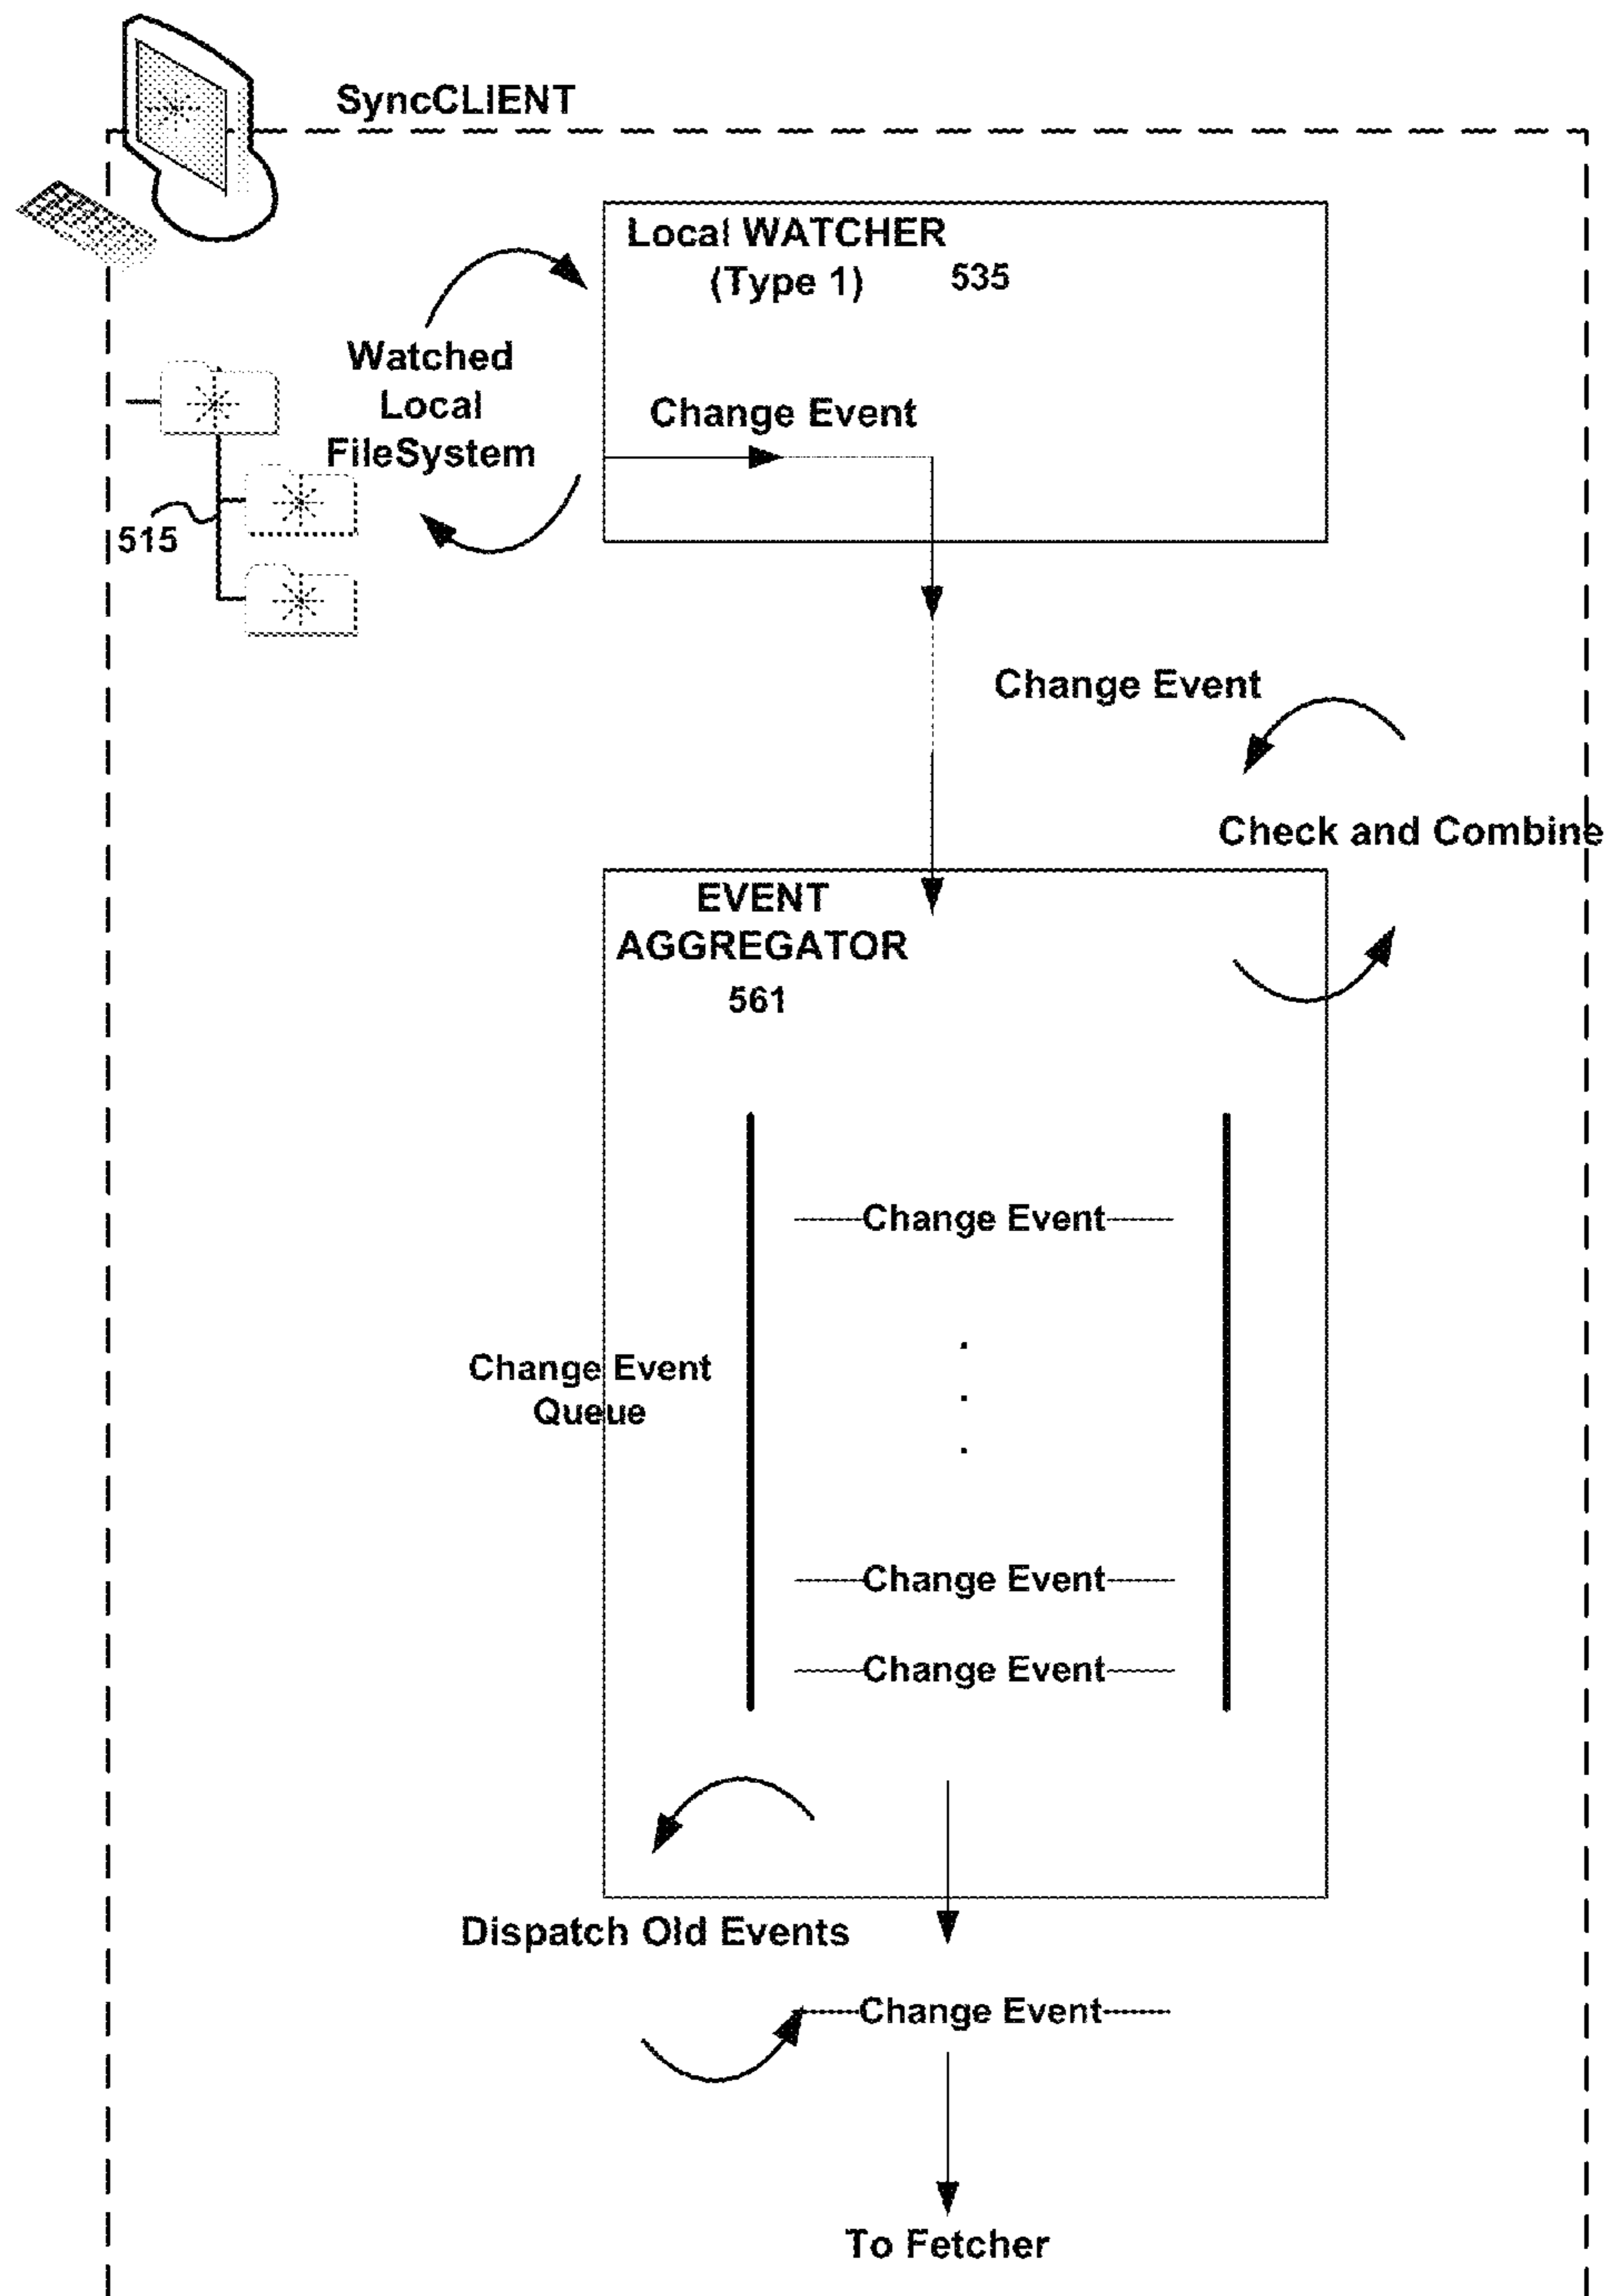 SyncCLIENT
Local WATCHER
(Type 1) 535
Watched
Local
FileSystem
Change Event
515
Change Event
Check and Combine
EVENT
AGGREGATOR
561
Change Event
Change Event
Queue
Change Event
Change Event
Dispatch Old Events
Change Event
To Fetcher